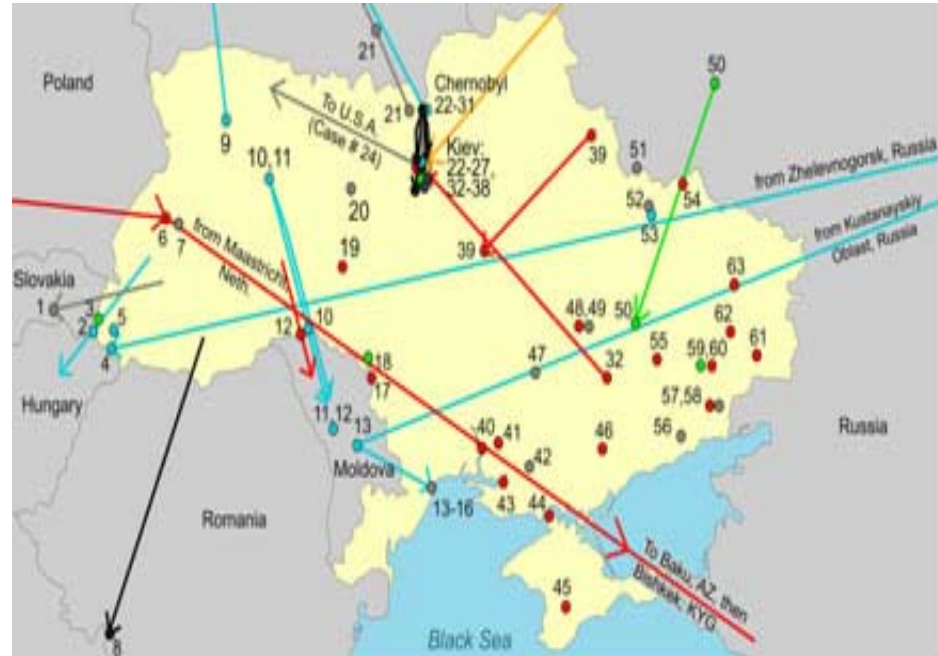 50
21
Poland
Chernobyl
22-31
21
To U.S.A.
(Case # 24)
9
Kiev:
22-27,
32-38
39
51
from Zhelevnogorsk, Russia
10,11
20
54
52
53
6
7
from Maastricht,
Neth.
19
39
from Kustanayskiy
Oblast, Russia
Slovakia
1
3
2
5
4
63
12
10
48,49
50
62
61
18
17
47
32
55
59,60
Hungary
57,58
11,12
13
40
41
46
56
Russia
Moldova
42
13-16
43
44
Romania
To Baku, AZ, then
Bishkek, KYG
45
Black Sea
8